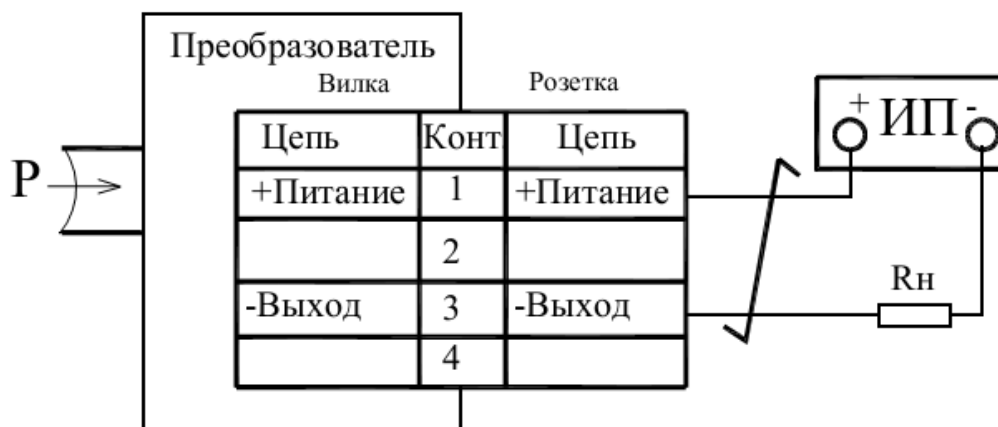 Преобразователь
Вилка Розетка
+ ИП -
Цепь Конт Цепь
P
+Питание 1 +Питание
2
Rн
-Выход 3 -Выход
4